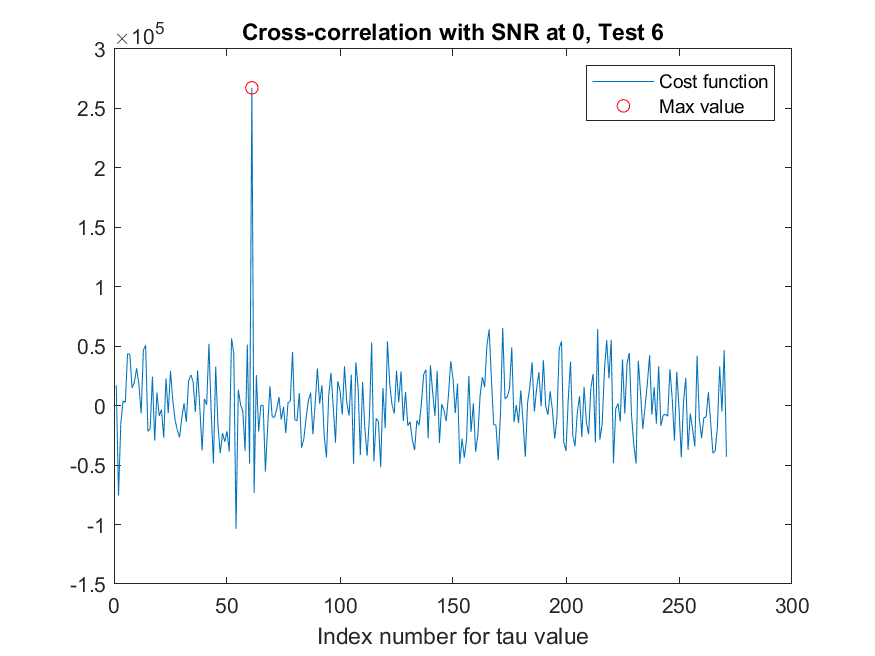 Cross-correlation with SNR at 0, Test 6
×10^5
Cost function
Max value
3
2.5
2
1.5
1
0.5
0
-0.5
-1
-1.5
0 50 100 150 200 250 300
Index number for tau value